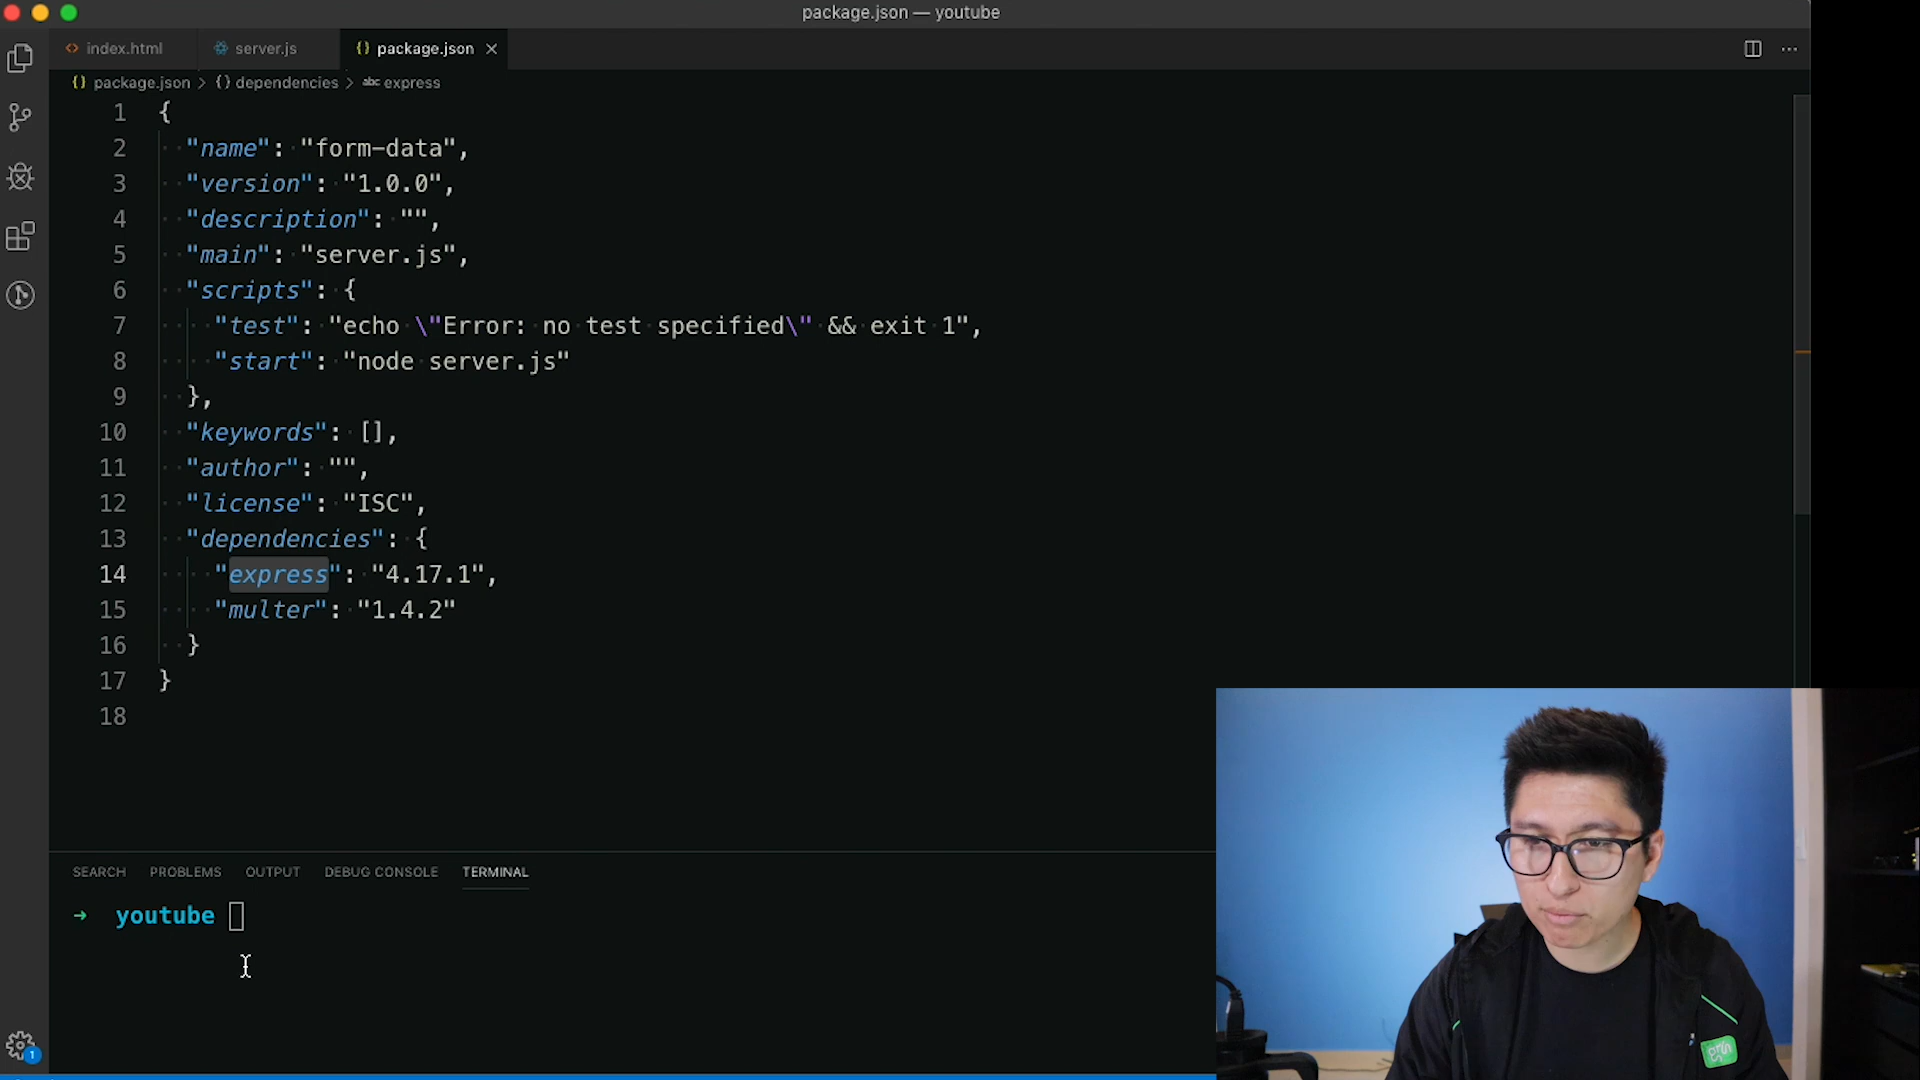 package.json — youtube
index.html server.js {} package.json
{} package.json > {} dependencies > abc express
1 {
2 "name": "form-data",
3 "version": "1.0.0",
4 "description": "",
5 "main": "server.js",
6 "scripts": {
7 "test": "echo \"Error: no test specified\" && exit 1",
8 "start": "node server.js"
9 },
10 "keywords": [],
11 "author": "",
12 "license": "ISC",
13 "dependencies": {
14 "express": "4.17.1",
15 "multer": "1.4.2"
16 }
17 }
18
SEARCH PROBLEMS OUTPUT DEBUG CONSOLE TERMINAL
→ youtube
1